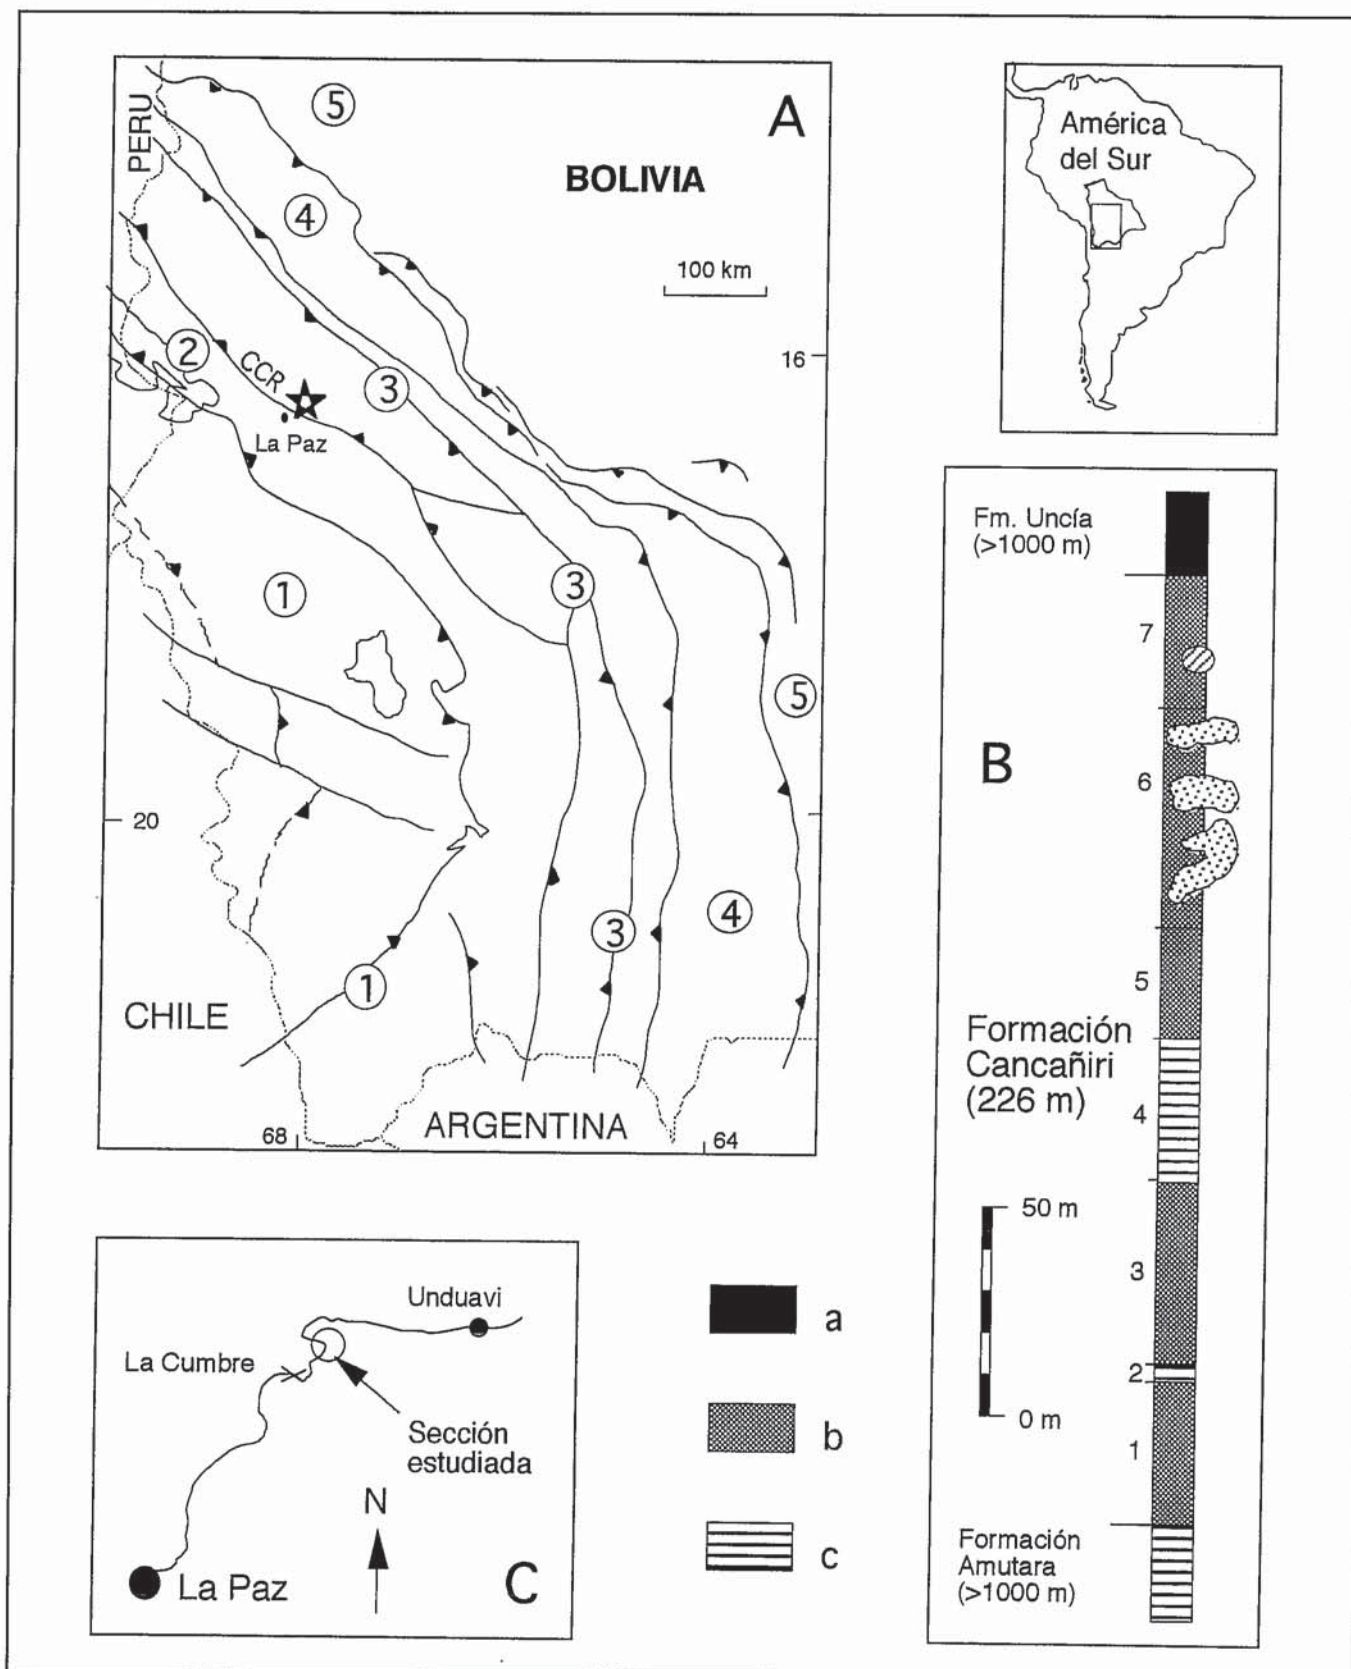 A
PERU
5
BOLIVIA
4
100 km
16
2
CCR
3
La Paz
1
3
5
20
4
3
1
CHILE
ARGENTINA
68
64
América
del Sur
Fm. Uncía
(>1000 m)
7
B
6
5
Formación
Cancañiri
(226 m)
4
50 m
3
2
0 m
1
Formación
Amutara
(>1000 m)
Unduavi
La Cumbre
Sección
estudiada
N
La Paz
C
a
b
c